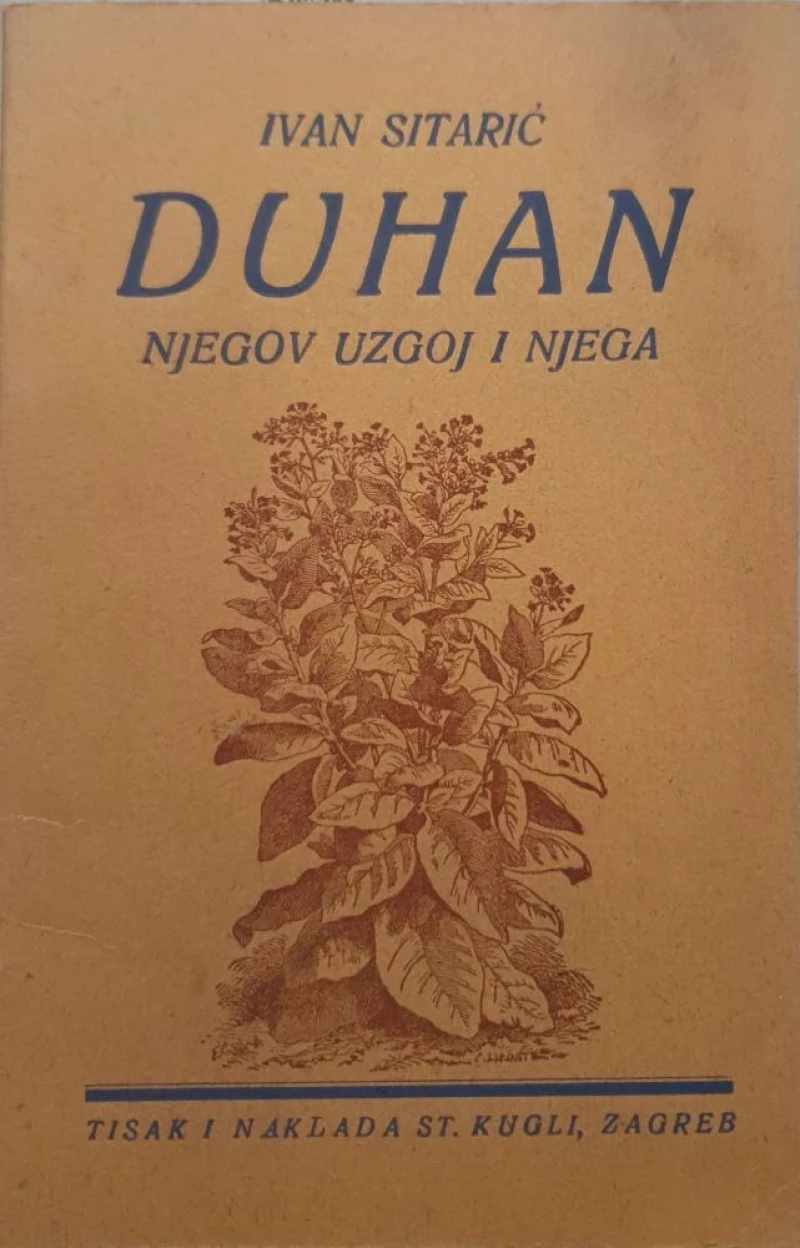 IVAN SITARIĆ
DUHAN
NJEGOV UZGOJ I NJEGA
TISAK I NAKLADA ST. KUGLI, ZAGREB